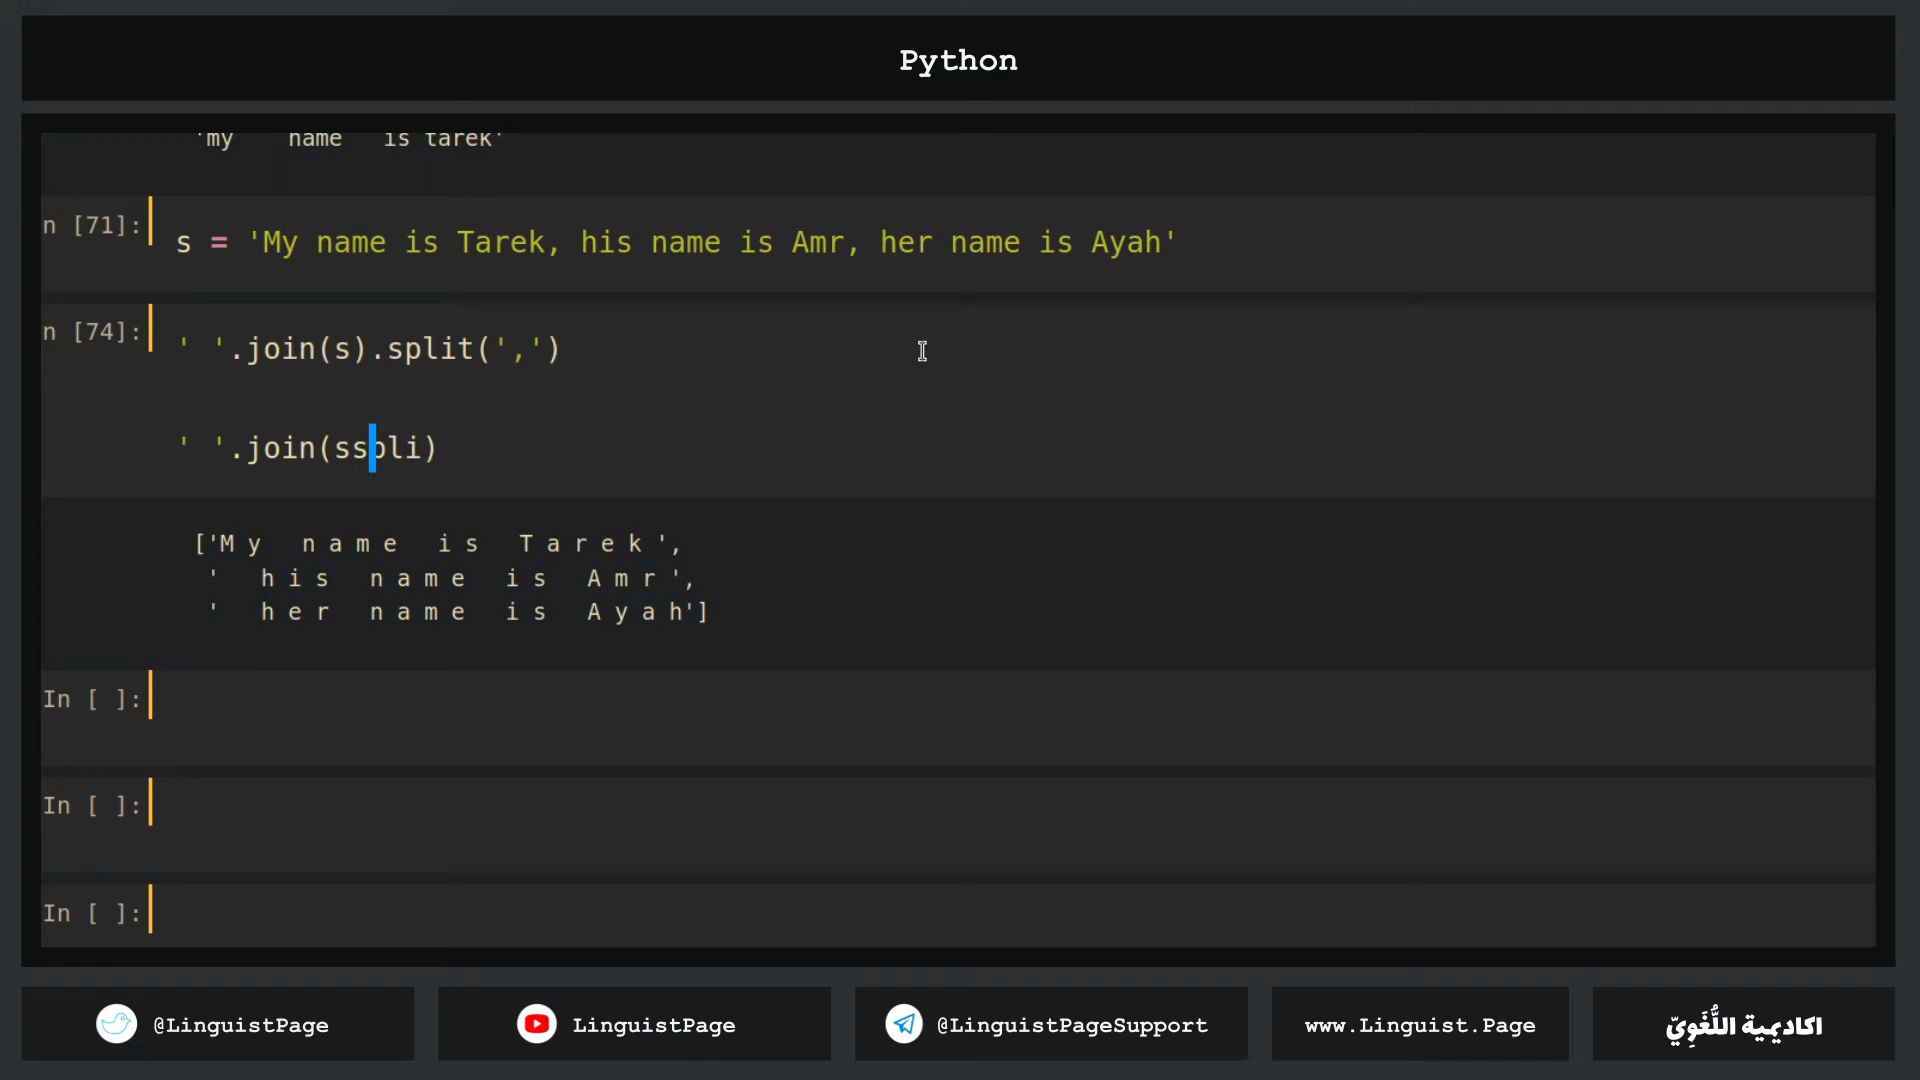 Python
'my    name   is tarek'
n [71]:
s = 'My name is Tarek, his name is Amr, her name is Ayah'
n [74]:
' '.join(s).split(',')
' '.join(sspli)
['M y   n a m e   i s   T a r e k ',
'   h i s   n a m e   i s   A m r ',
'   h e r   n a m e   i s   A y a h']
In [ ]:
In [ ]:
In [ ]:
@LinguistPage
LinguistPage
@LinguistPageSupport
www.Linguist.Page
اكاديمية اللُّغَوِيّ